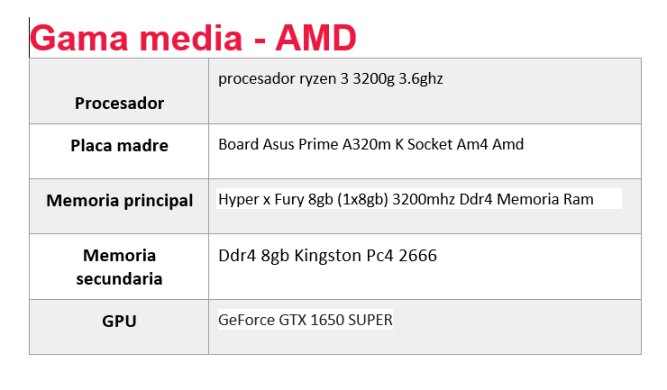 Gama media - AMD
Procesador
procesador ryzen 3 3200g 3.6ghz
Placa madre
Board Asus Prime A320m K Socket Am4 Amd
Memoria principal
Hyper x Fury 8gb (1x8gb) 3200mhz Ddr4 Memoria Ram
Memoria
secundaria
Ddr4 8gb Kingston Pc4 2666
GPU
GeForce GTX 1650 SUPER